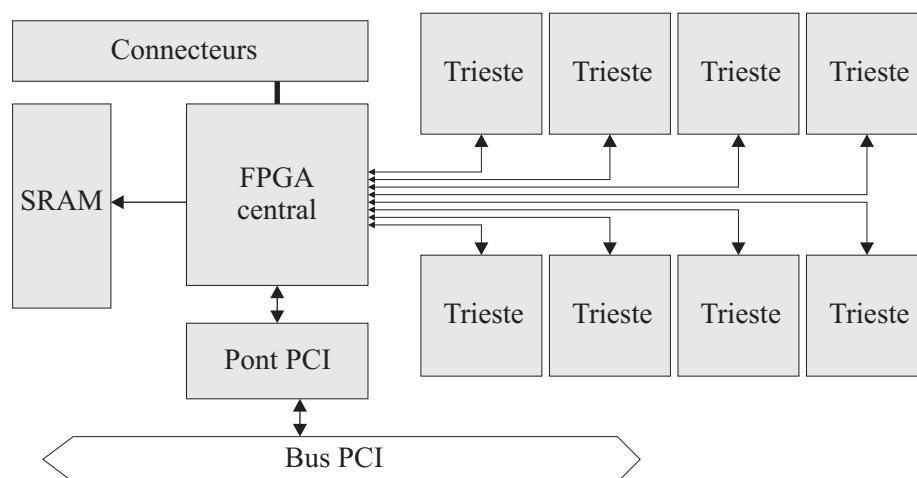 Connecteurs
Trieste
Trieste
Trieste
Trieste
SRAM
FPGA
central
Trieste
Trieste
Trieste
Trieste
Pont PCI
Bus PCI